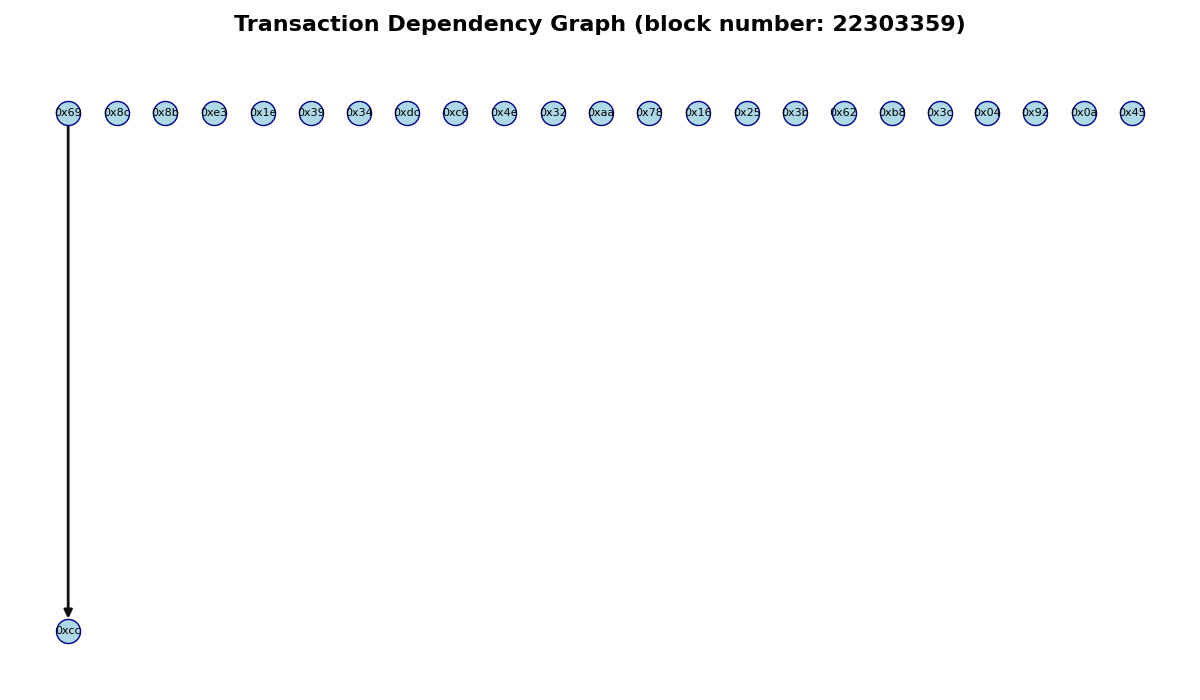 Transaction Dependency Graph (block number: 22303359)
0x69 0x8c 0x8b 0xe3 0x1e 0x39 0x34 0xdc 0xc6 0x4e 0x32 0xaa 0x78 0x16 0x25 0x3b 0x62 0xb8 0x3c 0x04 0x92 0x0a 0x45
0xcc